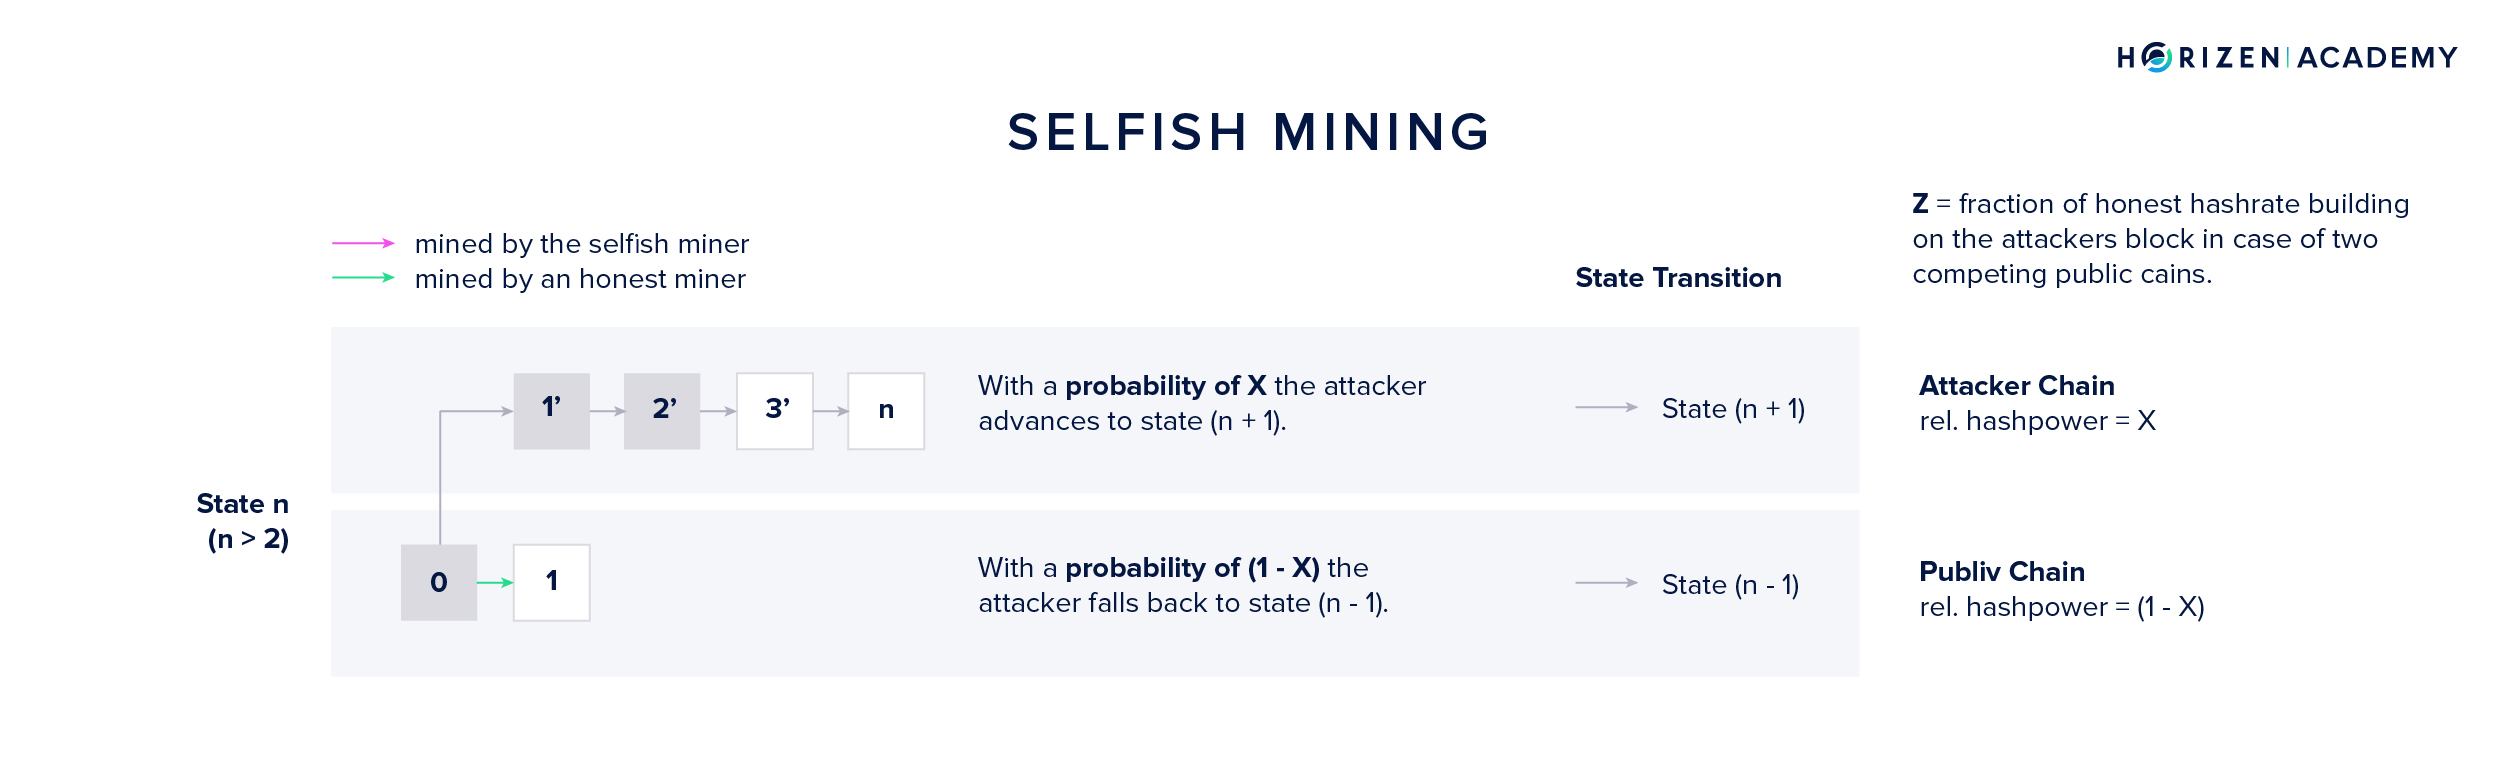 HORIZEN | ACADEMY
SELFISH MINING
mined by the selfish miner
mined by an honest miner
State Transition
Z = fraction of honest hashrate building
on the attackers block in case of two
competing public cains.
State n
(n > 2)
1’ 2’ 3’ n
With a probability of X the attacker
advances to state (n + 1).
State (n + 1)
Attacker Chain
rel. hashpower = X
0 1
With a probability of (1 - X) the
attacker falls back to state (n - 1).
State (n - 1)
Publiv Chain
rel. hashpower = (1 - X)